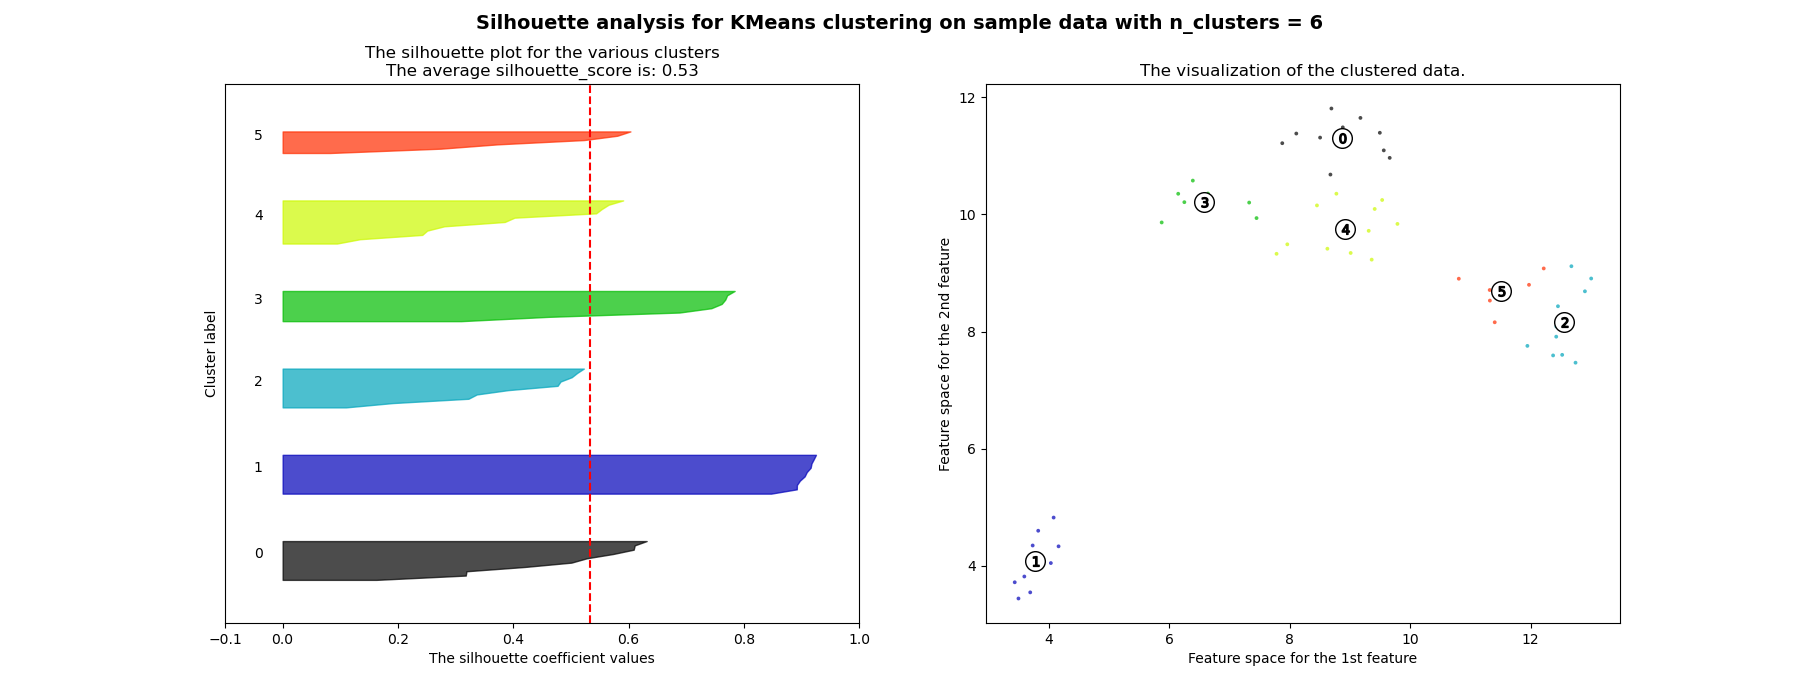 Silhouette analysis for KMeans clustering on sample data with n_clusters = 6
The silhouette plot for the various clusters
The average silhouette_score is: 0.53
5
4
3
2
1
0
Cluster label
−0.1 0.0 0.2 0.4 0.6 0.8 1.0
The silhouette coefficient values
The visualization of the clustered data.
12
10
8
6
4
Feature space for the 2nd feature
0
3
4
5
2
1
4 6 8 10 12
Feature space for the 1st feature